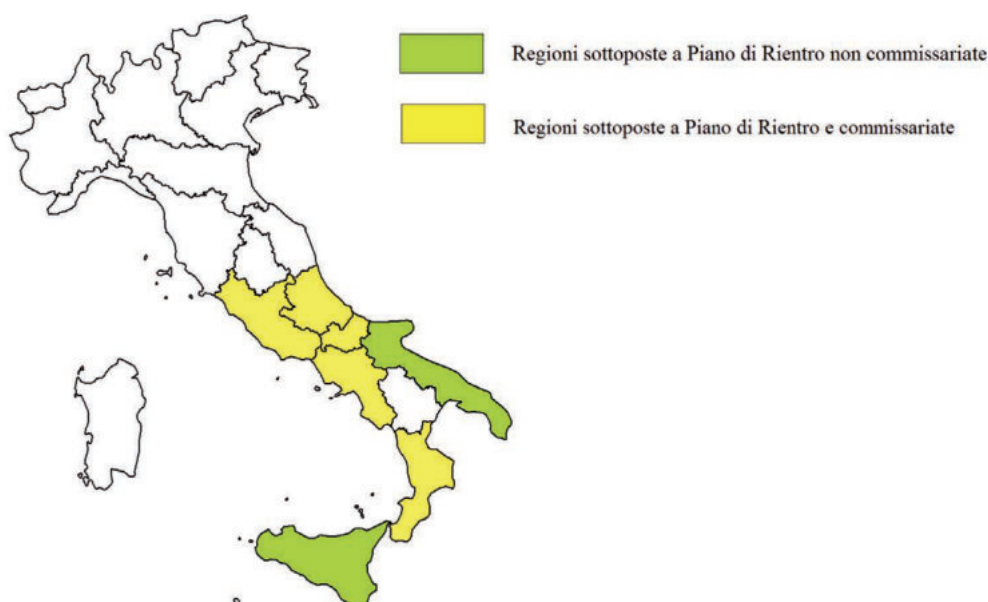 Regioni sottoposte a Piano di Rientro non commissariate
Regioni sottoposte a Piano di Rientro e commissariate